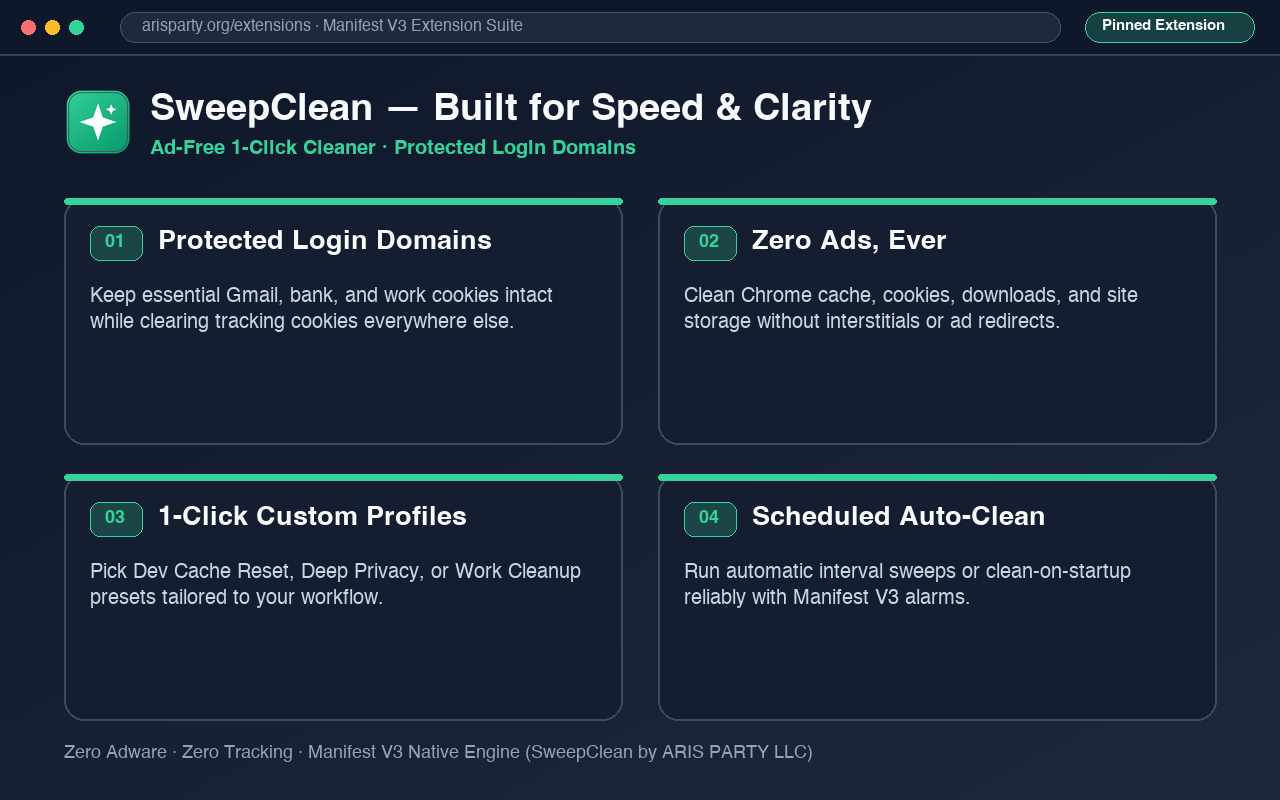 arisparty.org/extensions · Manifest V3 Extension Suite
Pinned Extension
SweepClean — Built for Speed & Clarity
Ad-Free 1-Click Cleaner · Protected Login Domains
01 Protected Login Domains
Keep essential Gmail, bank, and work cookies intact
while clearing tracking cookies everywhere else.
02 Zero Ads, Ever
Clean Chrome cache, cookies, downloads, and site
storage without interstitials or ad redirects.
03 1-Click Custom Profiles
Pick Dev Cache Reset, Deep Privacy, or Work Cleanup
presets tailored to your workflow.
04 Scheduled Auto-Clean
Run automatic interval sweeps or clean-on-startup
reliably with Manifest V3 alarms.
Zero Adware · Zero Tracking · Manifest V3 Native Engine (SweepClean by ARIS PARTY LLC)